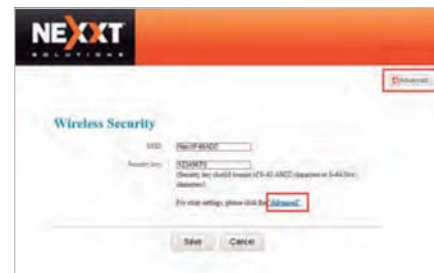 NEXXT
SOLUTIONS
Advanced
Wireless Security
SSID
Security key
(Security key should consist of 8-63 ASCII characters or 8-64 Hex
characters)
For other settings, please click the "Advanced".
Save Cancel